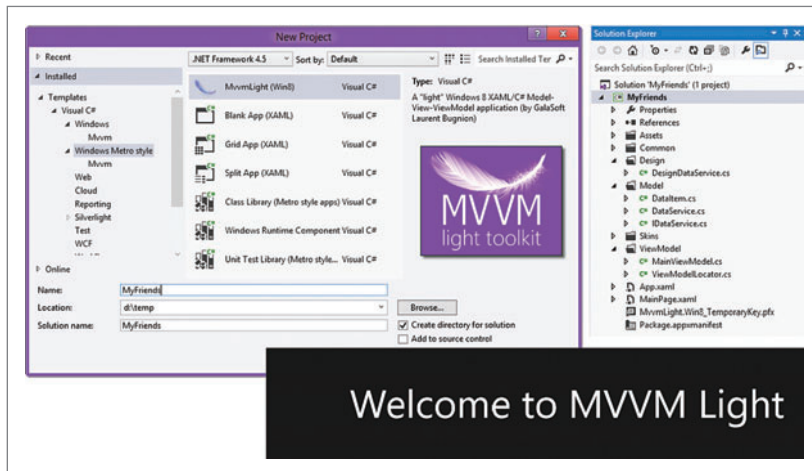 New Project
Recent
.NET Framework 4.5 Sort by: Default Search Installed Ter
Installed
Templates
Visual C#
Windows
Mvvm
Windows Metro style
Mvvm
Web
Cloud
Reporting
Silverlight
Test
WCF
Online
MvvmLight (Win8) Visual C#
Blank App (XAML) Visual C#
Grid App (XAML) Visual C#
Split App (XAML) Visual C#
Class Library (Metro style apps) Visual C#
Windows Runtime Component Visual C#
Unit Test Library (Metro style... Visual C#
Type: Visual C#
A "light" Windows 8 XAML/C# Model-
View-ViewModel application (by GalaSoft
Laurent Bugnion)
MVVM
light toolkit
Name: MyFriends
Location: d:\temp Browse...
Solution name: MyFriends
Create directory for solution
Add to source control
Solution Explorer
Search Solution Explorer (Ctrl+;)
Solution 'MyFriends' (1 project)
MyFriends
Properties
References
Assets
Common
Design
C# DesignDataService.cs
Model
C# DataItem.cs
C# DataService.cs
C# IDataService.cs
Skins
ViewModel
C# MainViewModel.cs
C# ViewModelLocator.cs
App.xaml
MainPage.xaml
MvvmLight.Win8_TemporaryKey.pfx
Package.appxmanifest
Welcome to MVVM Light